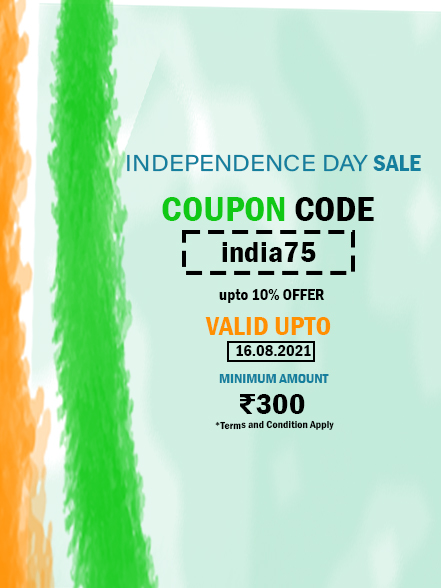 INDEPENDENCE DAY SALE
COUPON CODE
india75
upto 10% OFFER
VALID UPTO
16.08.2021
MINIMUM AMOUNT
₹300
*Terms and Condition Apply